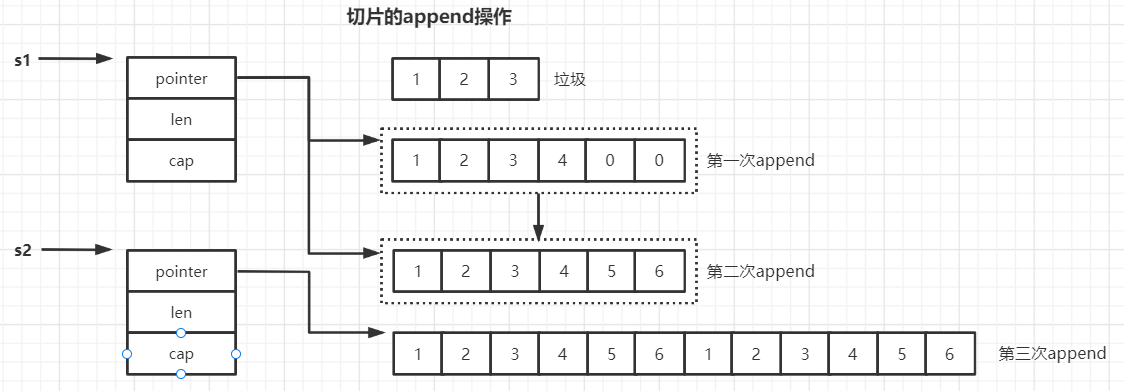 切片的append操作
s1
pointer
len
cap
1 2 3 垃圾
1 2 3 4 0 0 第一次append
s2
pointer
len
cap
1 2 3 4 5 6 第二次append
1 2 3 4 5 6 1 2 3 4 5 6 第三次append